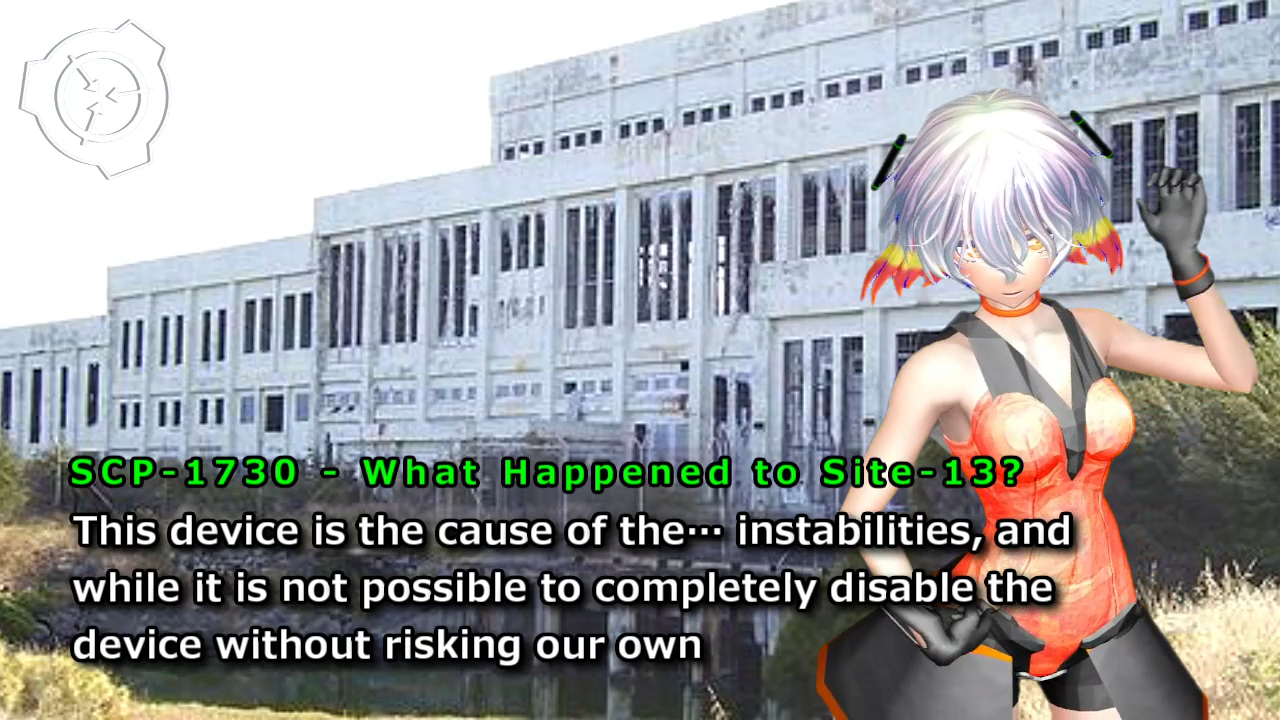 SCP-1730 - What Happened to Site-13?
This device is the cause of the… instabilities, and
while it is not possible to completely disable the
device without risking our own